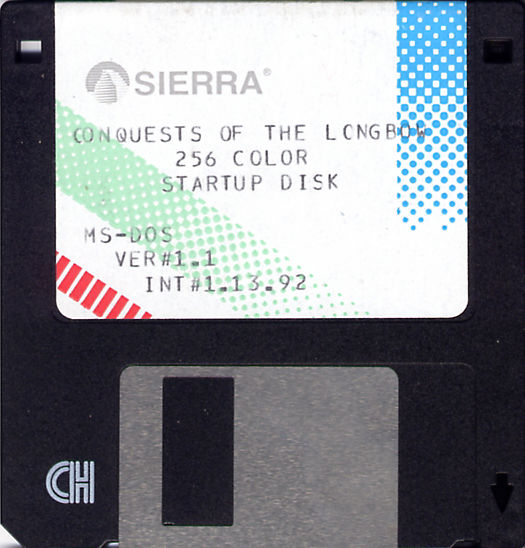 SIERRA®
CONQUESTS OF THE LONGBOW
256 COLOR
STARTUP DISK
MS-DOS
VER#1.1
INT#1.13.92
CH